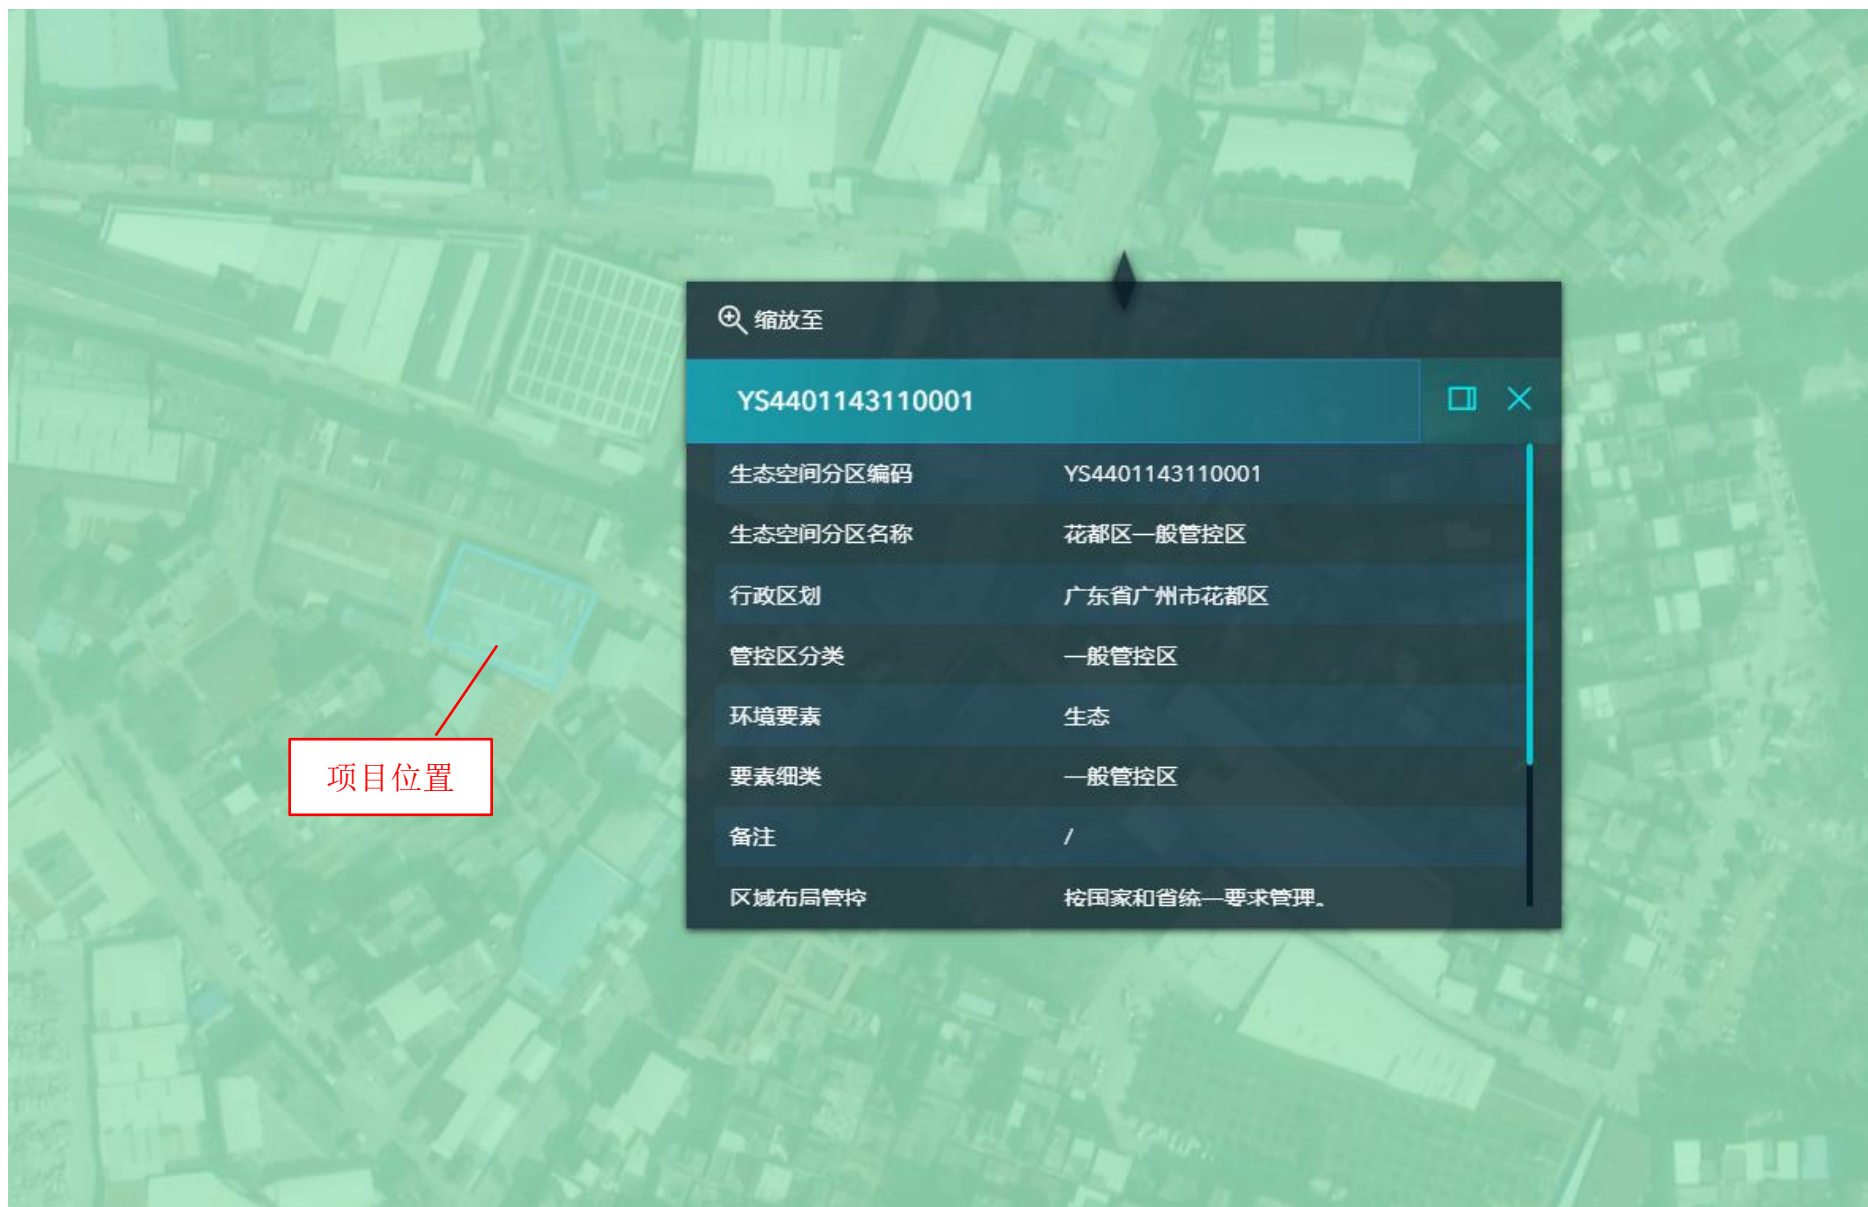 缩放至
YS4401143110001
生态空间分区编码 YS4401143110001
生态空间分区名称 花都区一般管控区
行政区划 广东省广州市花都区
管控区分类 一般管控区
环境要素 生态
要素细类 一般管控区
备注 /
区域布局管控 按国家和省统一要求管理。
项目位置